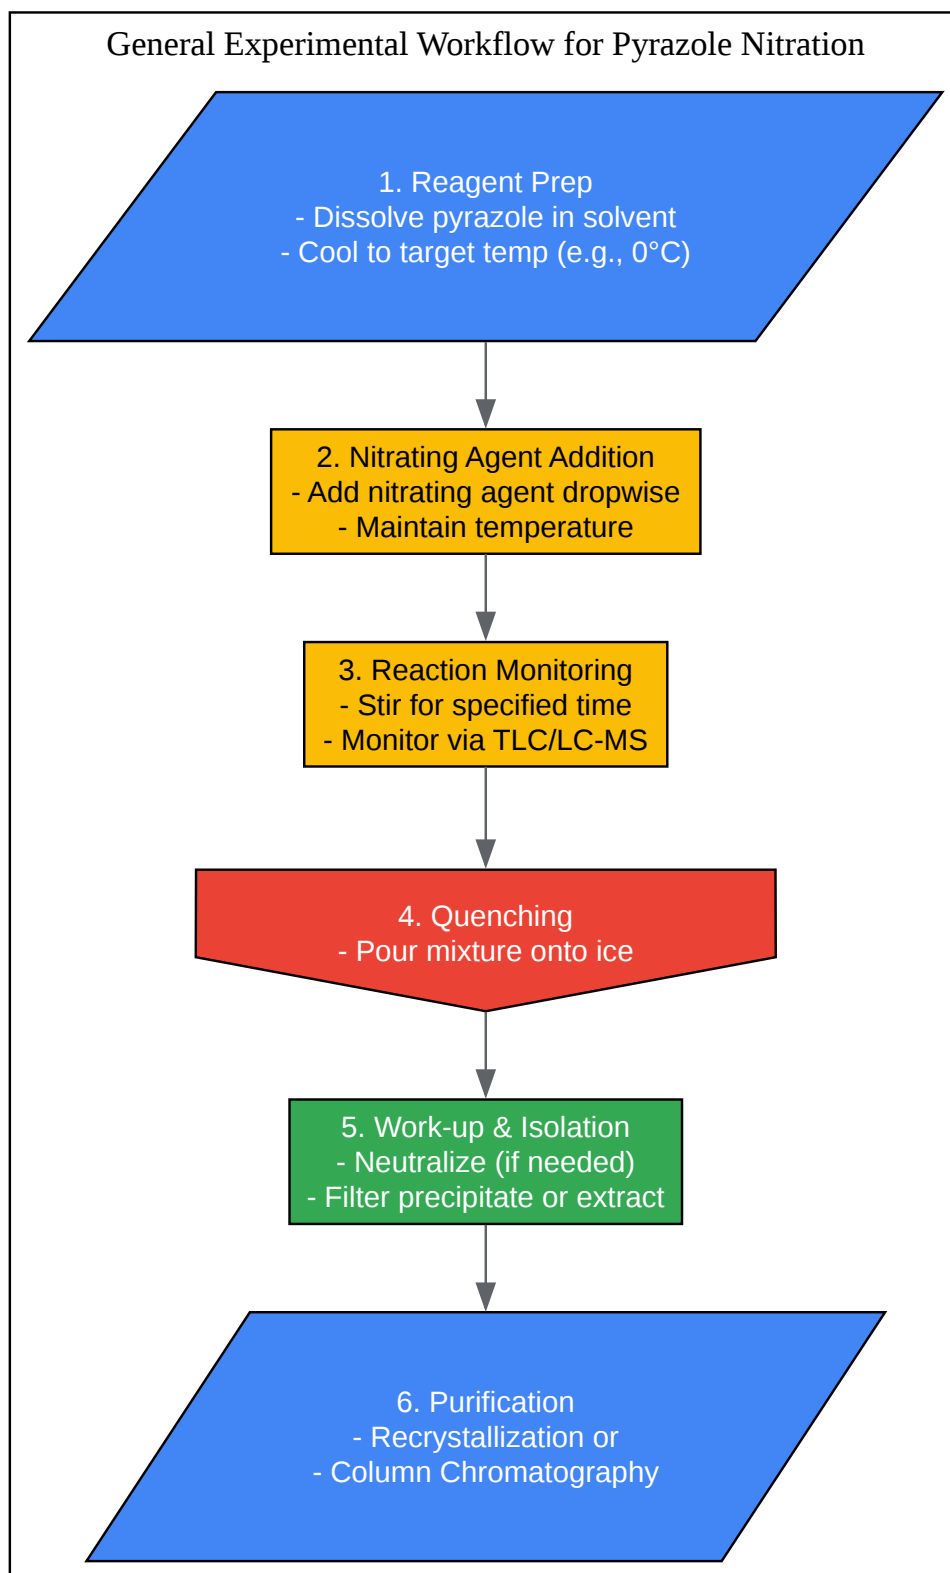 General Experimental Workflow for Pyrazole Nitration
1. Reagent Prep
- Dissolve pyrazole in solvent
- Cool to target temp (e.g., 0°C)
2. Nitrating Agent Addition
- Add nitrating agent dropwise
- Maintain temperature
3. Reaction Monitoring
- Stir for specified time
- Monitor via TLC/LC-MS
4. Quenching
- Pour mixture onto ice
5. Work-up & Isolation
- Neutralize (if needed)
- Filter precipitate or extract
6. Purification
- Recrystallization or
- Column Chromatography